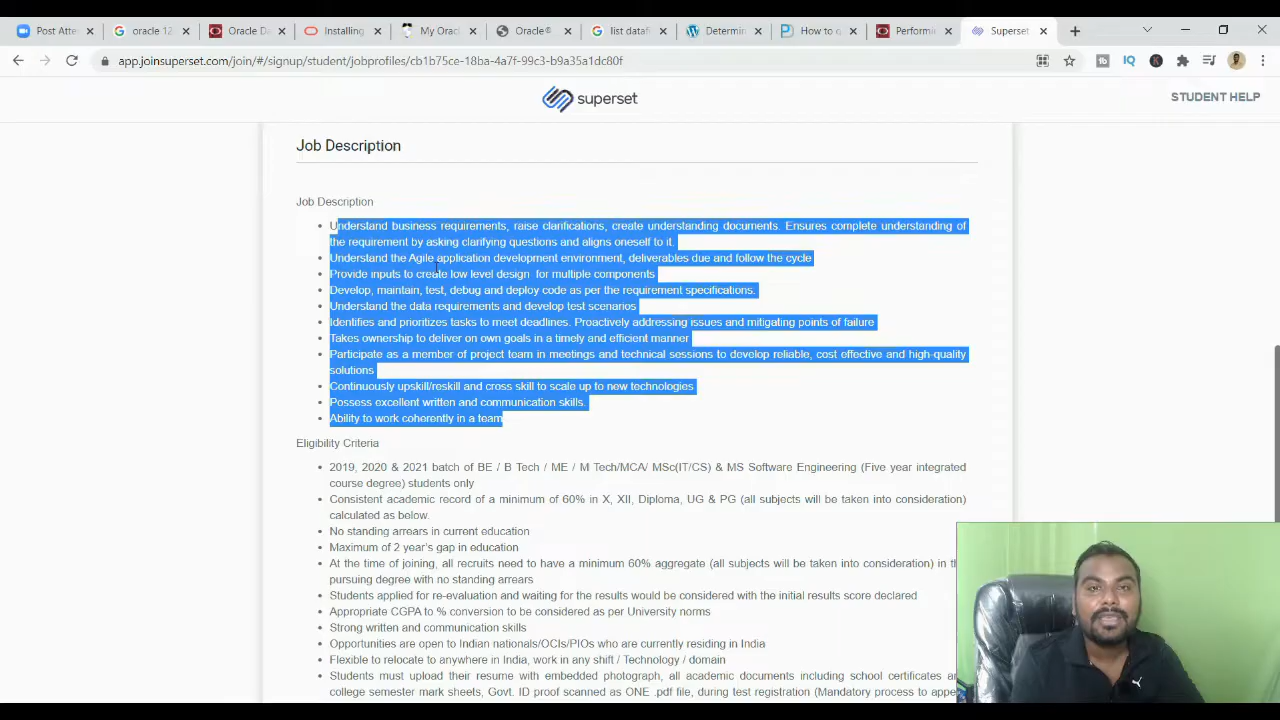 Post Atte
oracle 12
Oracle Da
Installing
My Orac
Oracle®
list dataf
Determin
How to q
Performin
Superset
app.joinsuperset.com/join/#/signup/student/jobprofiles/cb1b75ce-18ba-4a7f-99c3-b9a35a1dc80f
superset
STUDENT HELP
Job Description
Job Description
• Understand business requirements, raise clarifications, create understanding documents. Ensures complete understanding of
the requirement by asking clarifying questions and aligns oneself to it.
• Understand the Agile application development environment, deliverables due and follow the cycle
• Provide inputs to create low level design for multiple components
• Develop, maintain, test, debug and deploy code as per the requirement specifications.
• Understand the data requirements and develop test scenarios
• Identifies and prioritizes tasks to meet deadlines. Proactively addressing issues and mitigating points of failure
• Takes ownership to deliver on own goals in a timely and efficient manner
• Participate as a member of project team in meetings and technical sessions to develop reliable, cost effective and high-quality
solutions
• Continuously upskill/reskill and cross skill to scale up to new technologies
• Possess excellent written and communication skills.
• Ability to work coherently in a team
Eligibility Criteria
• 2019, 2020 & 2021 batch of BE / B Tech / ME / M Tech/MCA/ MSc(IT/CS) & MS Software Engineering (Five year integrated
course degree) students only
• Consistent academic record of a minimum of 60% in X, XII, Diploma, UG & PG (all subjects will be taken into consideration)
calculated as below.
• No standing arrears in current education
• Maximum of 2 year's gap in education
• At the time of joining, all recruits need to have a minimum 60% aggregate (all subjects will be taken into consideration) in th
pursuing degree with no standing arrears
• Students applied for re-evaluation and waiting for the results would be considered with the initial results score declared
• Appropriate CGPA to % conversion to be considered as per University norms
• Strong written and communication skills
• Opportunities are open to Indian nationals/OCIs/PIOs who are currently residing in India
• Flexible to relocate to anywhere in India, work in any shift / Technology / domain
• Students must upload their resume with embedded photograph, all academic documents including school certificates an
college semester mark sheets, Govt. ID proof scanned as ONE .pdf file, during test registration (Mandatory process to appe